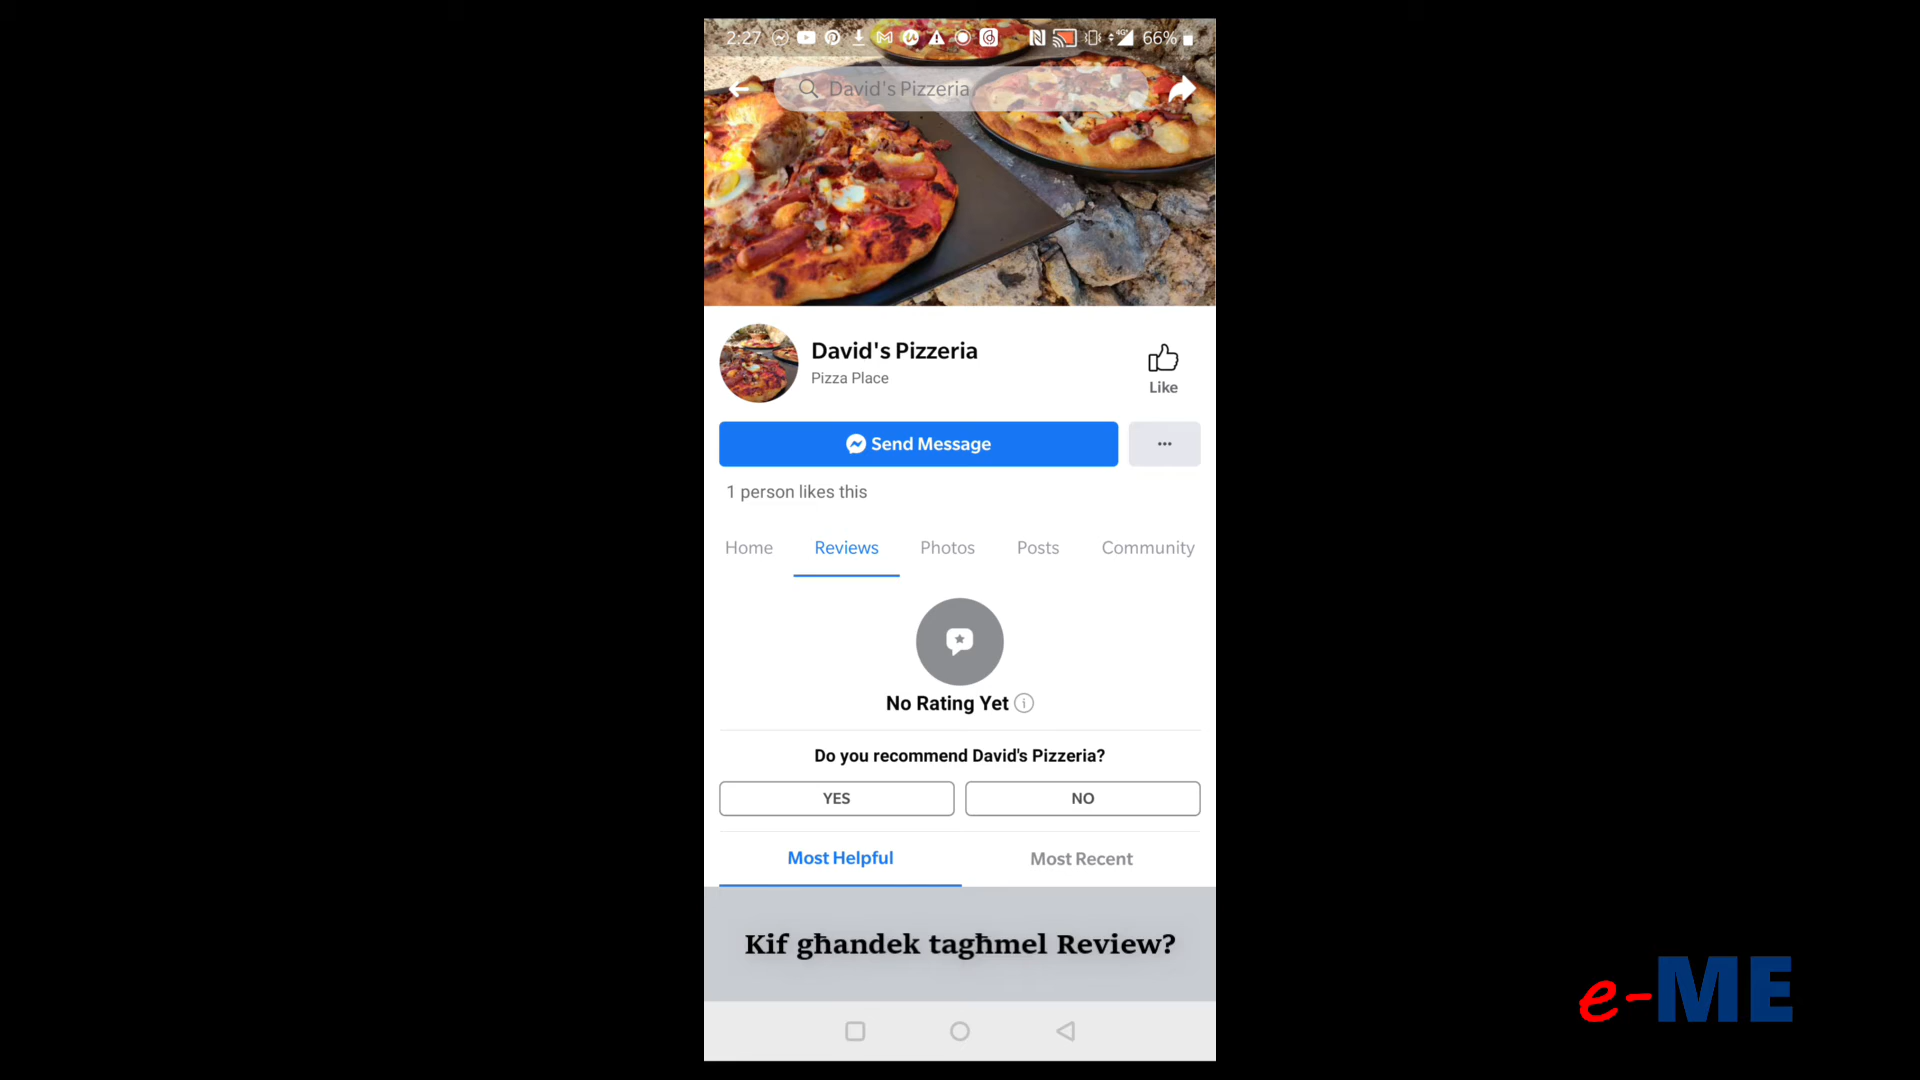 2:27
66%
David's Pizzeria
David's Pizzeria
Pizza Place
Like
Send Message
1 person likes this
Home Reviews Photos Posts Community
No Rating Yet
Do you recommend David's Pizzeria?
YES NO
Most Helpful Most Recent
Kif għandek tagħmel Review?
e-ME